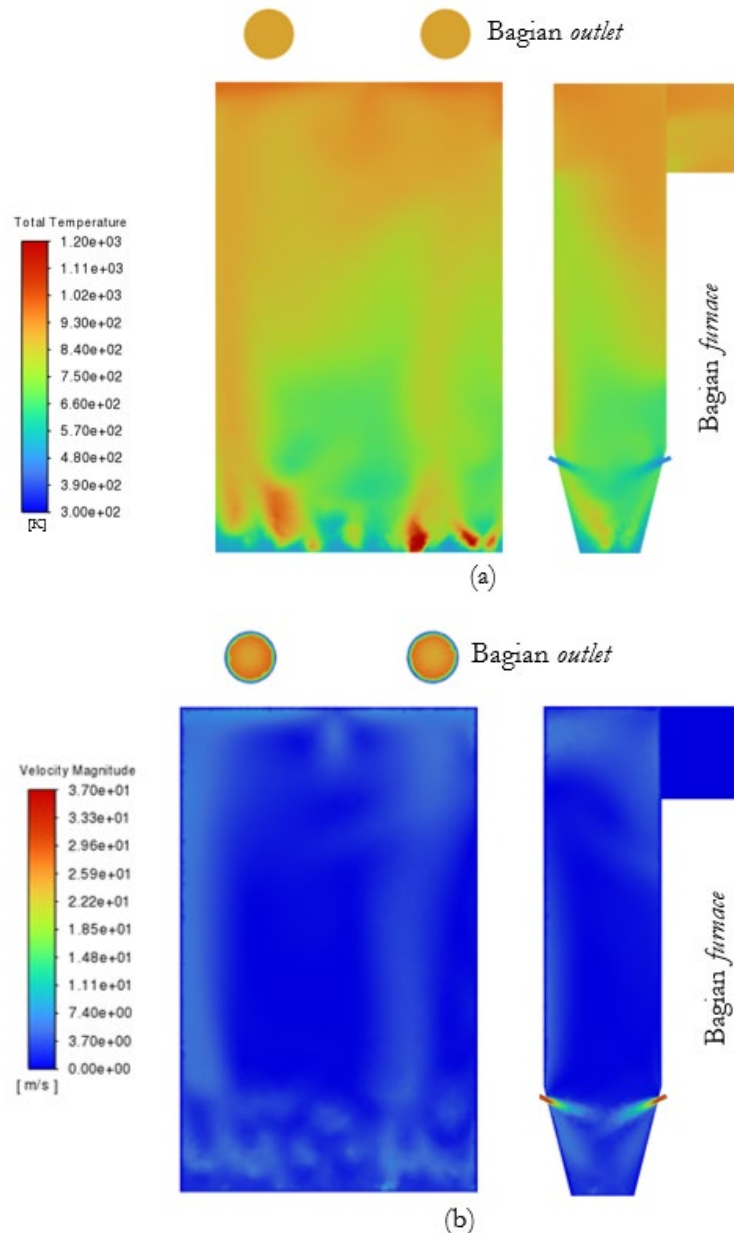 Bagian outlet
Total Temperature
1.20e+03
1.11e+03
1.02e+03
9.30e+02
8.40e+02
7.50e+02
6.60e+02
5.70e+02
4.80e+02
3.90e+02
3.00e+02
[K]
Bagian furnace
(a)
Bagian outlet
Velocity Magnitude
3.70e+01
3.33e+01
2.96e+01
2.59e+01
2.22e+01
1.85e+01
1.48e+01
1.11e+01
7.40e+00
3.70e+00
0.00e+00
[ m/s ]
Bagian furnace
(b)